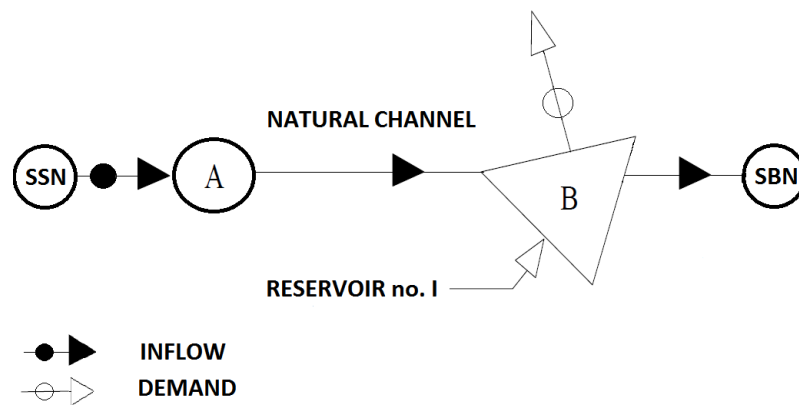 NATURAL CHANNEL
SSN
A
B
SBN
RESERVOIR no. I
INFLOW
DEMAND